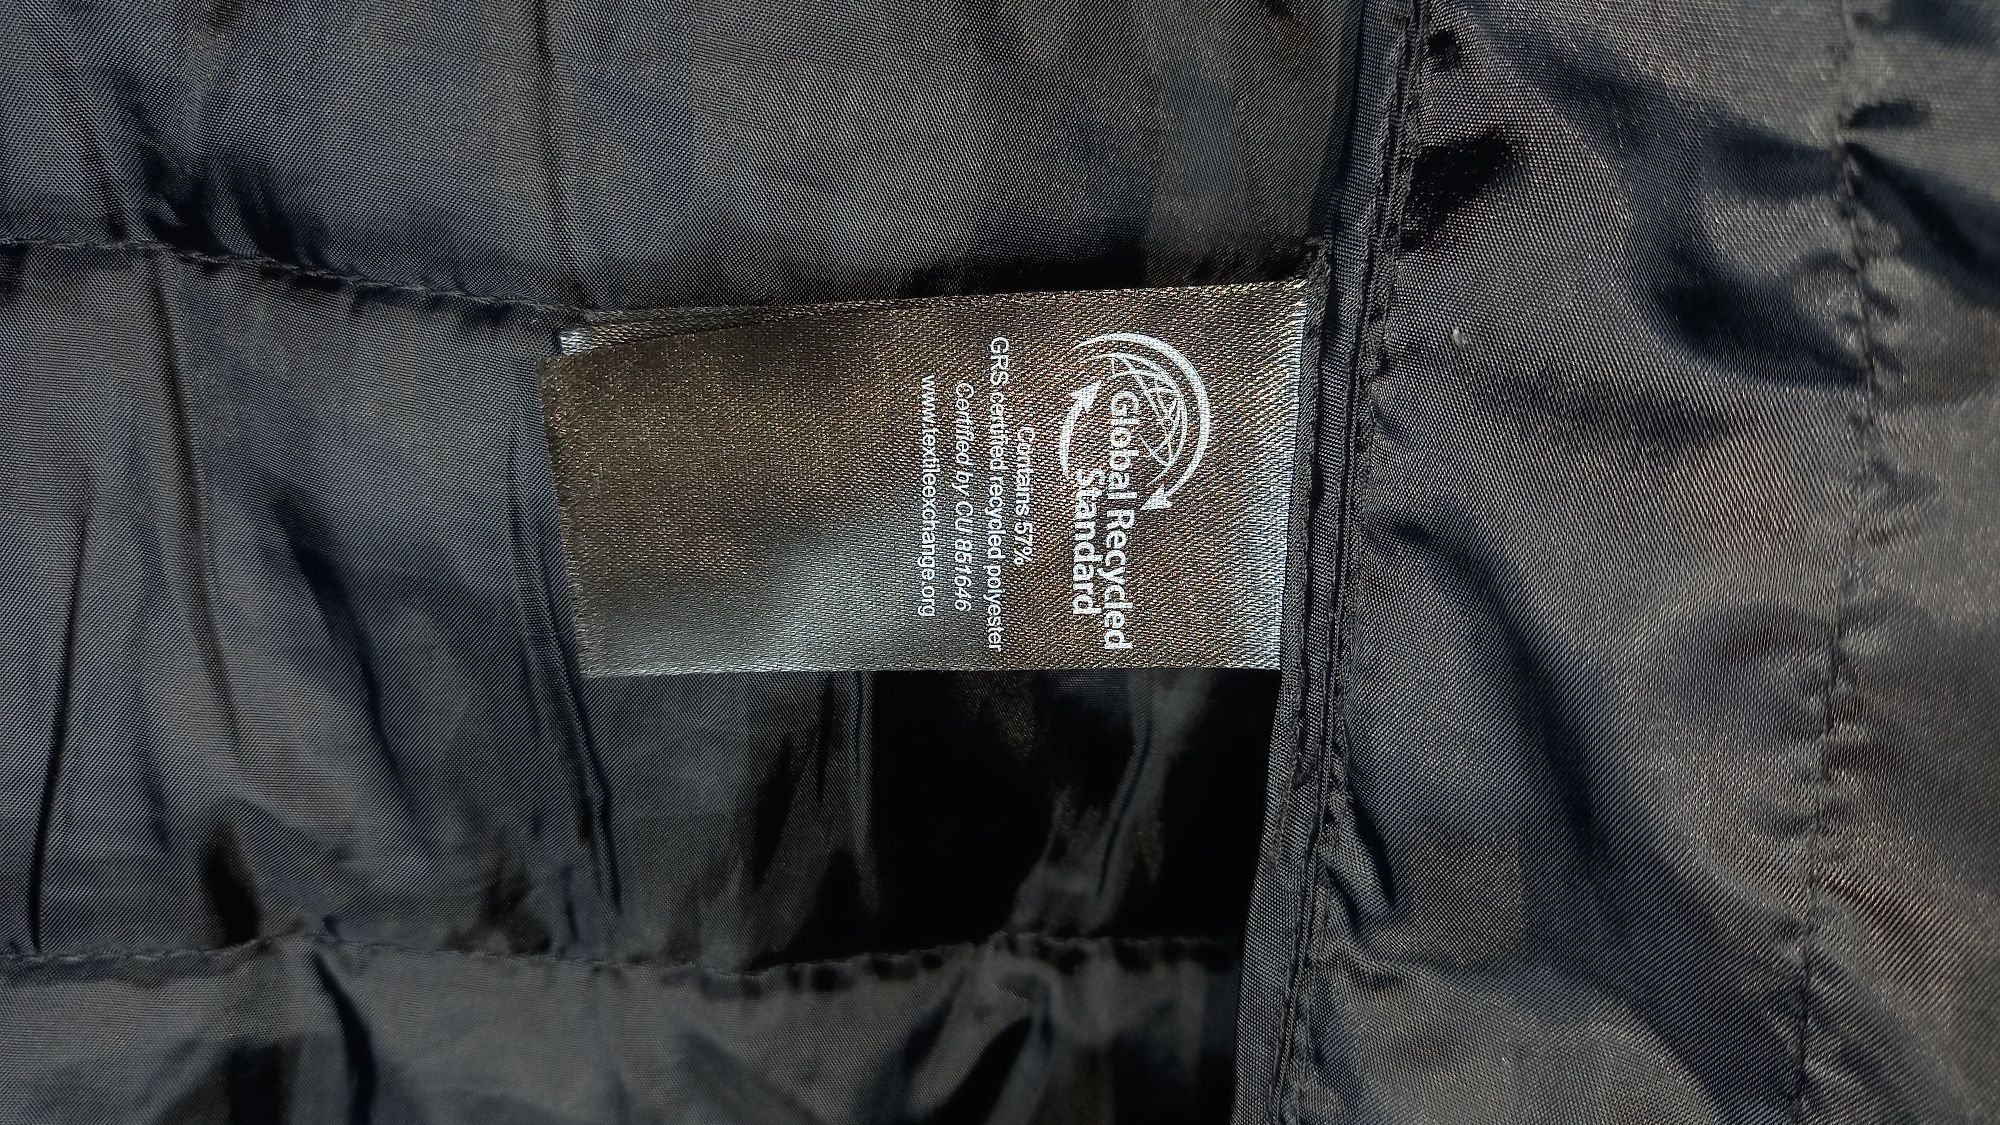 Global Recycled
Standard
Contains 57%
GRS certified recycled polyester
Certified by CU 851646
www.textileexchange.org